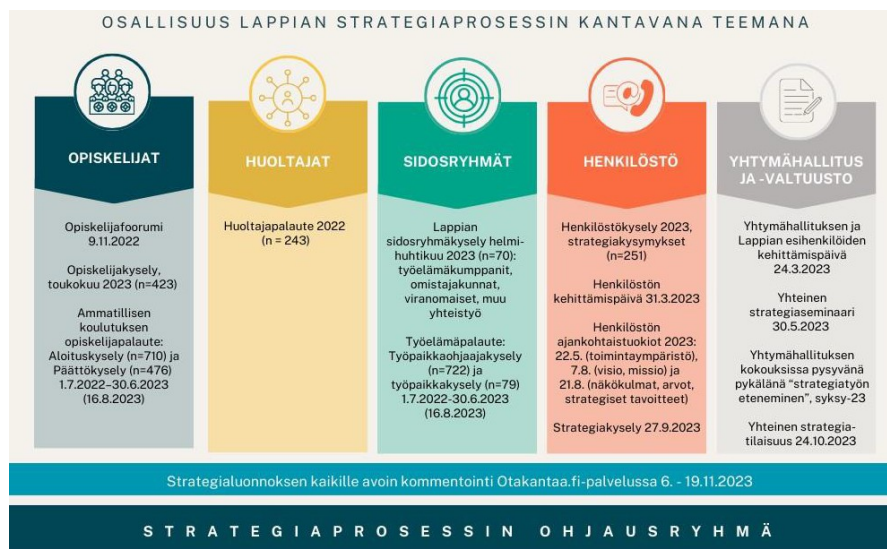 OSALLISUUS LAPPIAN STRATEGIAPROSESSIN KANTAVANA TEEMANA
OPISKELIJAT
Opiskelijafoorumi
9.11.2022
Opiskelijakysely,
toukokuu 2023 (n=423)
Ammatillisen
koulutuksen
opiskelijapalaute:
Aloituskysely (n=710) ja
Päättökysely (n=476)
1.7.2022–30.6.2023
(16.8.2023)
HUOLTAJAT
Huoltajapalaute 2022
(n = 243)
SIDOSRYHMÄT
Lappian
sidosryhmäkysely helmi-
huhtikuu 2023 (n=70):
työelämäkumppanit,
omistajakunnat,
viranomaiset, muu
yhteistyö
Työelämäpalaute:
Työpaikkaohjaajakysely
(n=722) ja
työpaikkakysely (n=79)
1.7.2022-30.6.2023
(16.8.2023)
HENKILÖSTÖ
Henkilöstökysely 2023,
strategiakysymykset
(n=251)
Henkilöstön
kehittämispäivä 31.3.2023
Henkilöstön
ajankohtaistuokiot 2023:
22.5. (toimintaympäristö),
7.8. (visio, missio) ja
21.8. (näkökulmat, arvot,
strategiset tavoitteet)
Strategiakysely 27.9.2023
YHTYMÄHALLITUS
JA -VALTUUSTO
Yhtymähallituksen ja
Lappian esihenkilöiden
kehittämispäivä
24.3.2023
Yhteinen
strategiaseminaari
30.5.2023
Yhtymähallituksen
kokouksissa pysyvänä
pykälänä “strategiatyön
eteneminen”, syksy-23
Yhteinen strategia-
tilaisuus 24.10.2023
Strategialuonnoksen kaikille avoin kommentointi Otakantaa.fi-palvelussa 6. - 19.11.2023
STRATEGIAPROSESSIN OHJAUSRYHMÄ